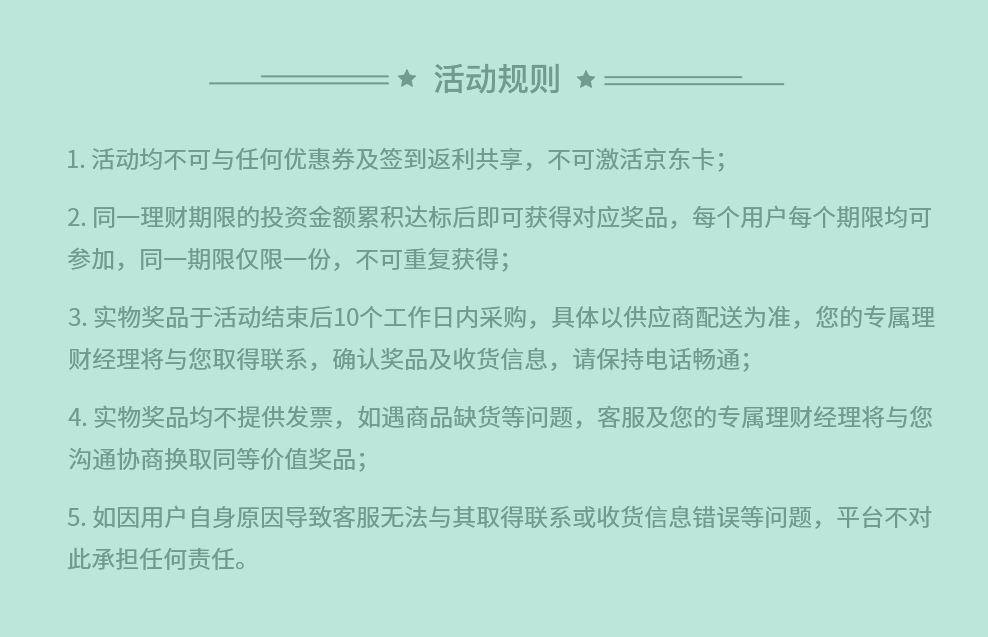 活动规则
1. 活动均不可与任何优惠券及签到返利共享，不可激活京东卡；
2. 同一理财期限的投资金额累积达标后即可获得对应奖品，每个用户每个期限均可
参加，同一期限仅限一份，不可重复获得；
3. 实物奖品于活动结束后10个工作日内采购，具体以供应商配送为准，您的专属理
财经理将与您取得联系，确认奖品及收货信息，请保持电话畅通；
4. 实物奖品均不提供发票，如遇商品缺货等问题，客服及您的专属理财经理将与您
沟通协商换取同等价值奖品；
5. 如因用户自身原因导致客服无法与其取得联系或收货信息错误等问题，平台不对
此承担任何责任。